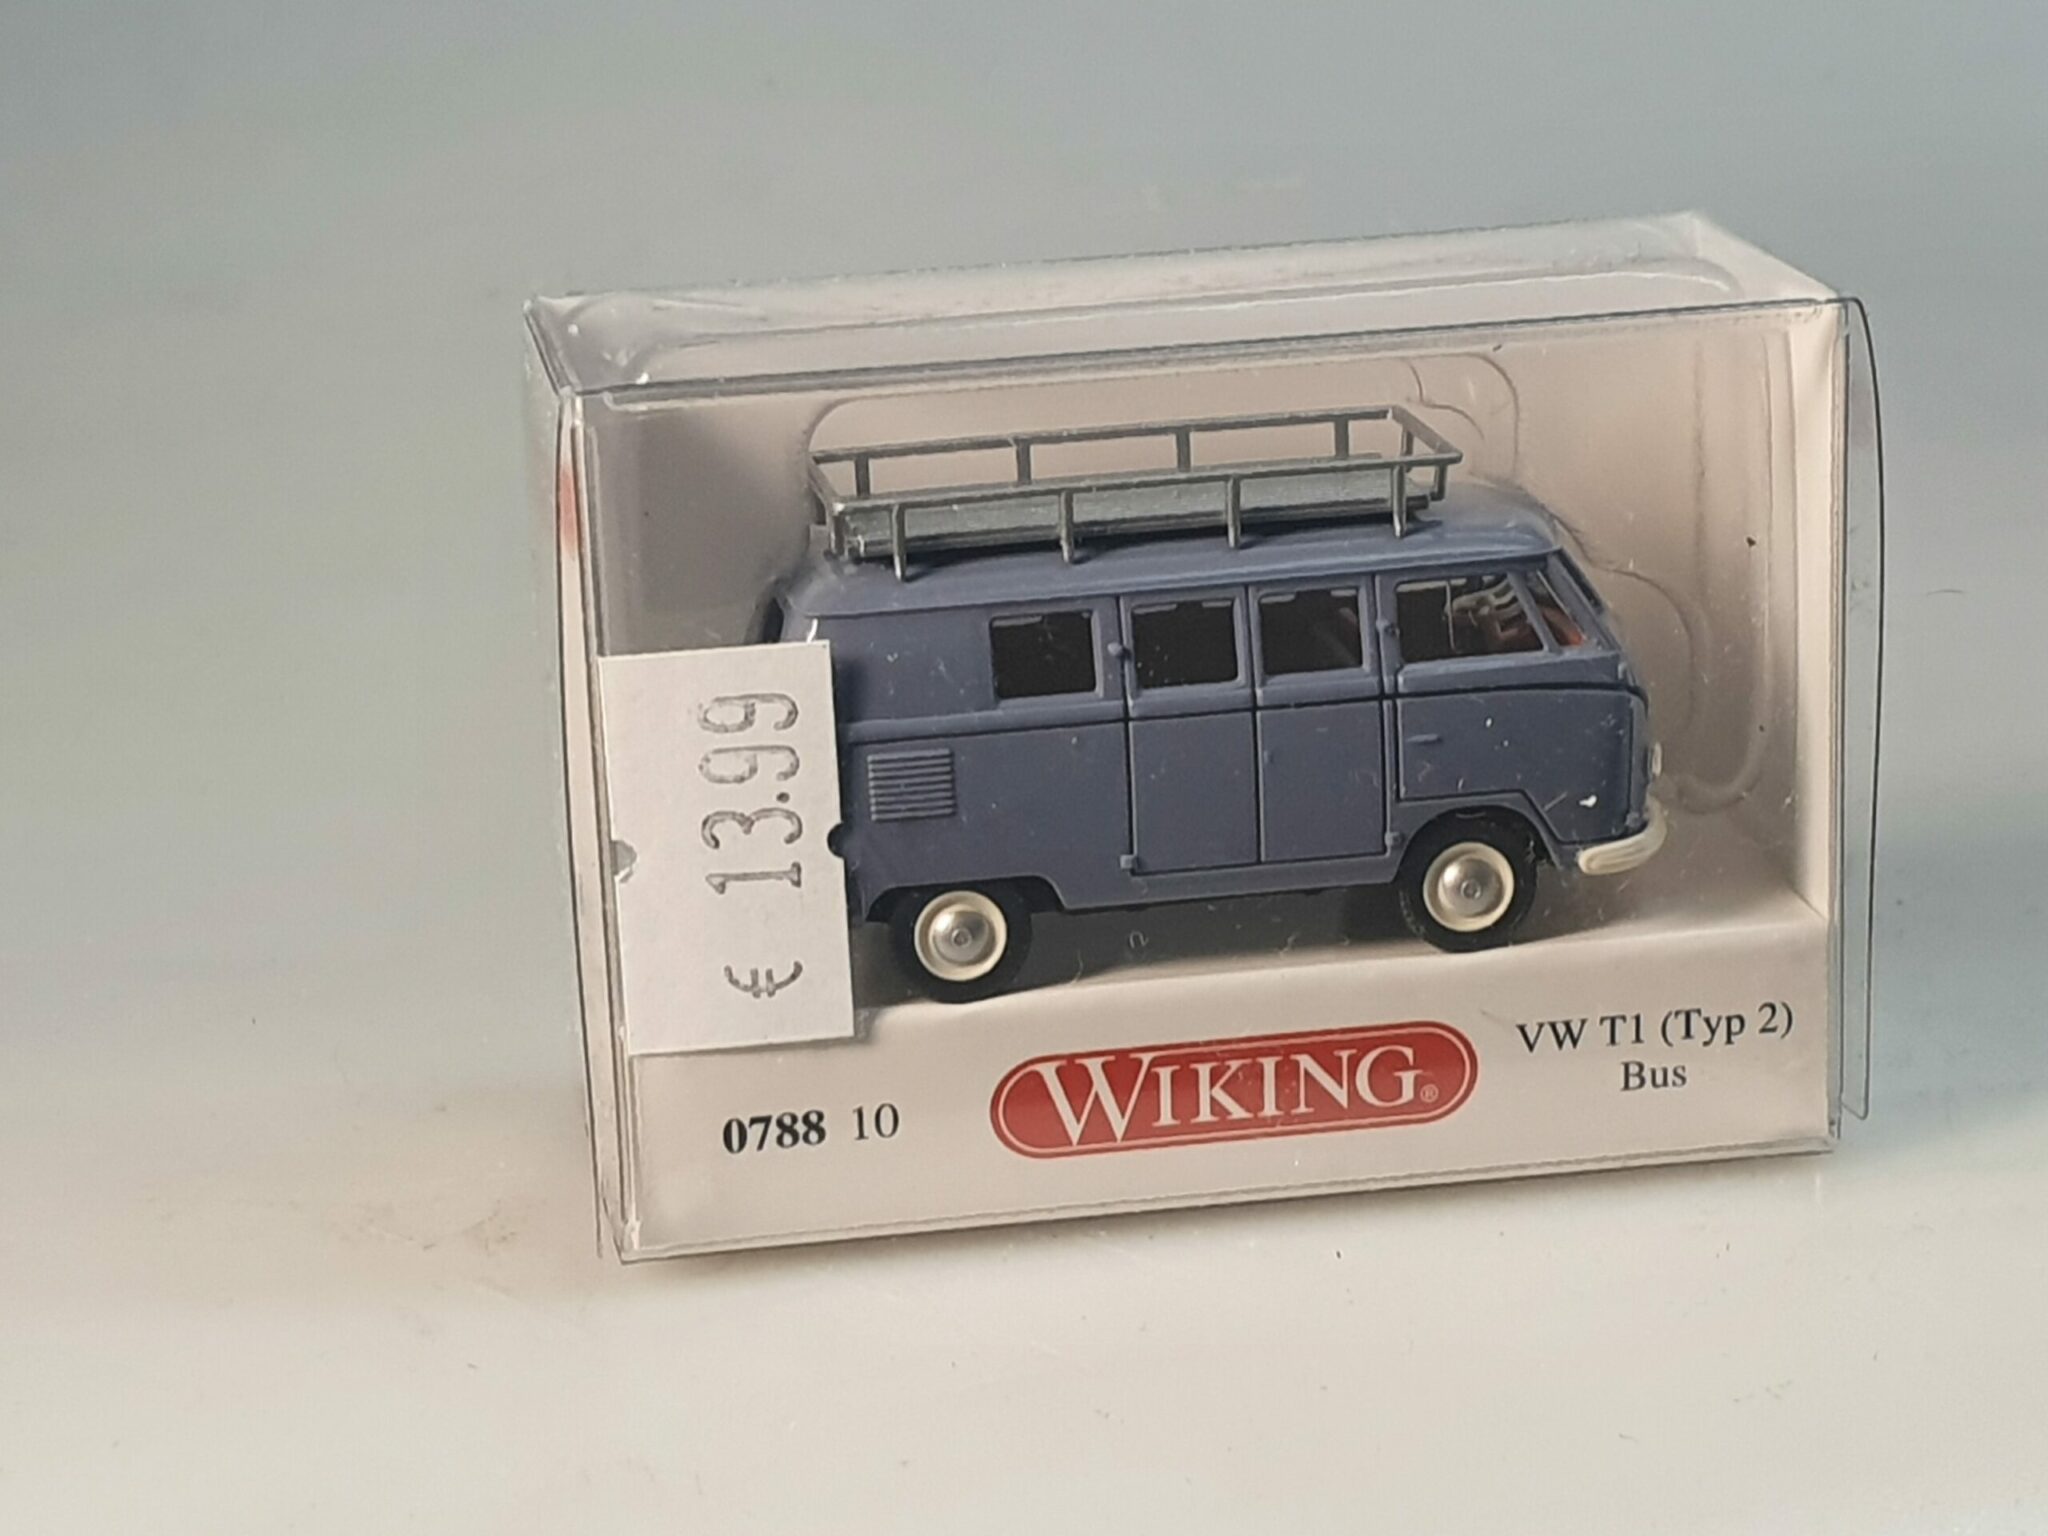 € 13.99
0788 10
WIKING®
VW T1 (Typ 2)
Bus